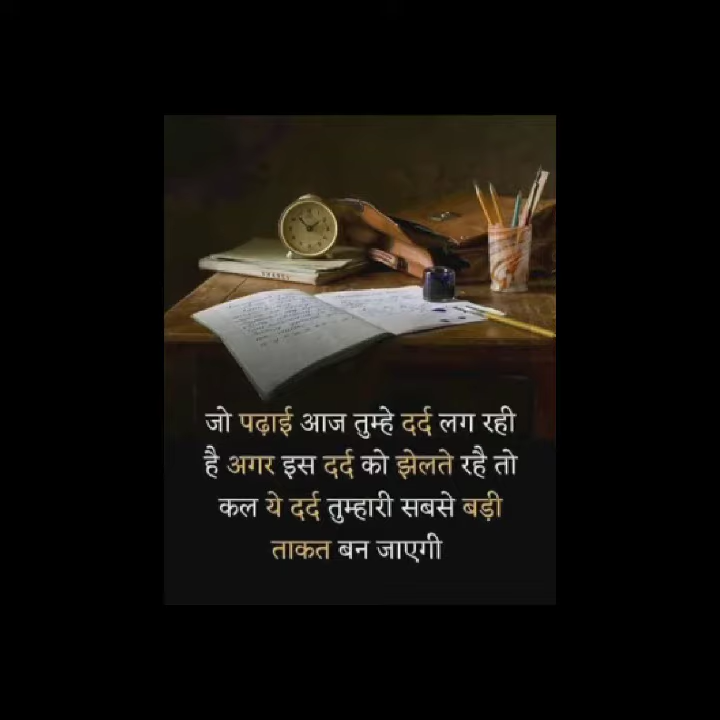 जो पढ़ाई आज तुम्हे दर्द लग रही
है अगर इस दर्द को झेलते रहै तो
कल ये दर्द तुम्हारी सबसे बड़ी
ताकत बन जाएगी